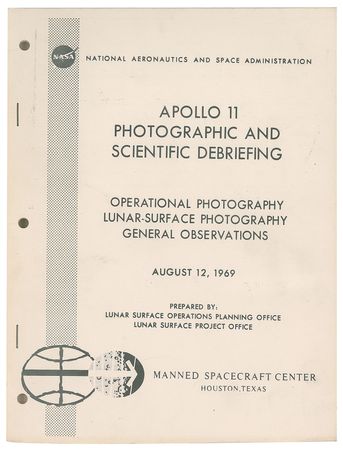 NASA
NATIONAL AERONAUTICS AND SPACE ADMINISTRATION
APOLLO 11
PHOTOGRAPHIC AND
SCIENTIFIC DEBRIEFING
OPERATIONAL PHOTOGRAPHY
LUNAR-SURFACE PHOTOGRAPHY
GENERAL OBSERVATIONS
AUGUST 12, 1969
PREPARED BY:
LUNAR SURFACE OPERATIONS PLANNING OFFICE
LUNAR SURFACE PROJECT OFFICE
MANNED SPACECRAFT CENTER
HOUSTON, TEXAS